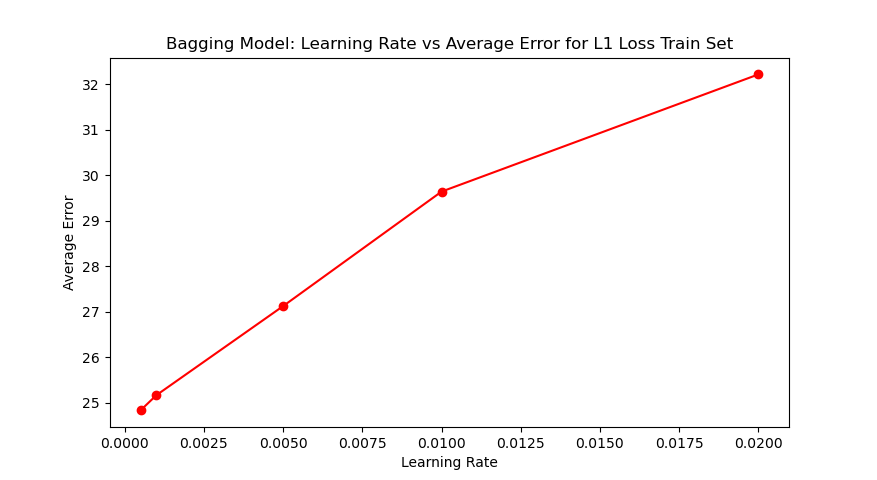 Bagging Model: Learning Rate vs Average Error for L1 Loss Train Set
32
31
30
29
28
27
26
25
Average Error
0.0000 0.0025 0.0050 0.0075 0.0100 0.0125 0.0150 0.0175 0.0200
Learning Rate